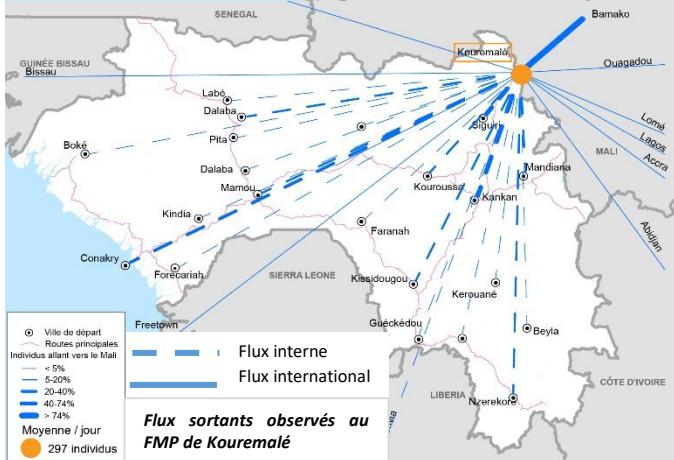 SENEGAL
Bamako
GUINÉE BISSAU
Bissau
Kouremalé
Ouagadou
Labé
Dalaba
Pita
Boké
Dalaba
Mamou
Kindia
Conakry
Forecariah
Siguiri
Kouroussa
Mandiana
Kankan
Faranah
Kissidougou
Kerouané
Guéckédou
Beyla
Nzerekore
Lomé
Lagos
Accra
MALI
Abidjan
SIERRA LEONE
Freetown
LIBERIA
CÔTE D'IVOIRE
Ville de départ
Routes principales
Individus allant vers le Mali
< 5%
5-20%
20-40%
40-74%
> 74%
Moyenne / jour
297 individus
Flux interne
Flux international
Flux sortants observés au
FMP de Kouremalé